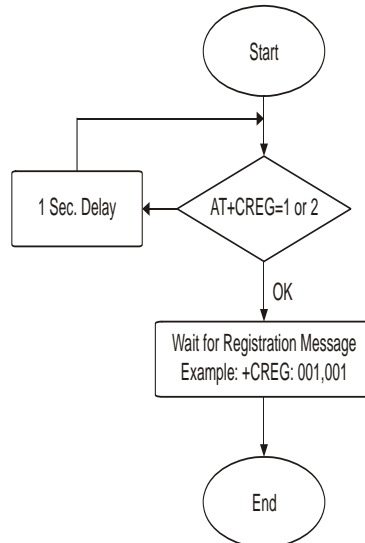 Start
1 Sec. Delay
AT+CREG=1 or 2
OK
Wait for Registration Message
Example: +CREG: 001,001
End